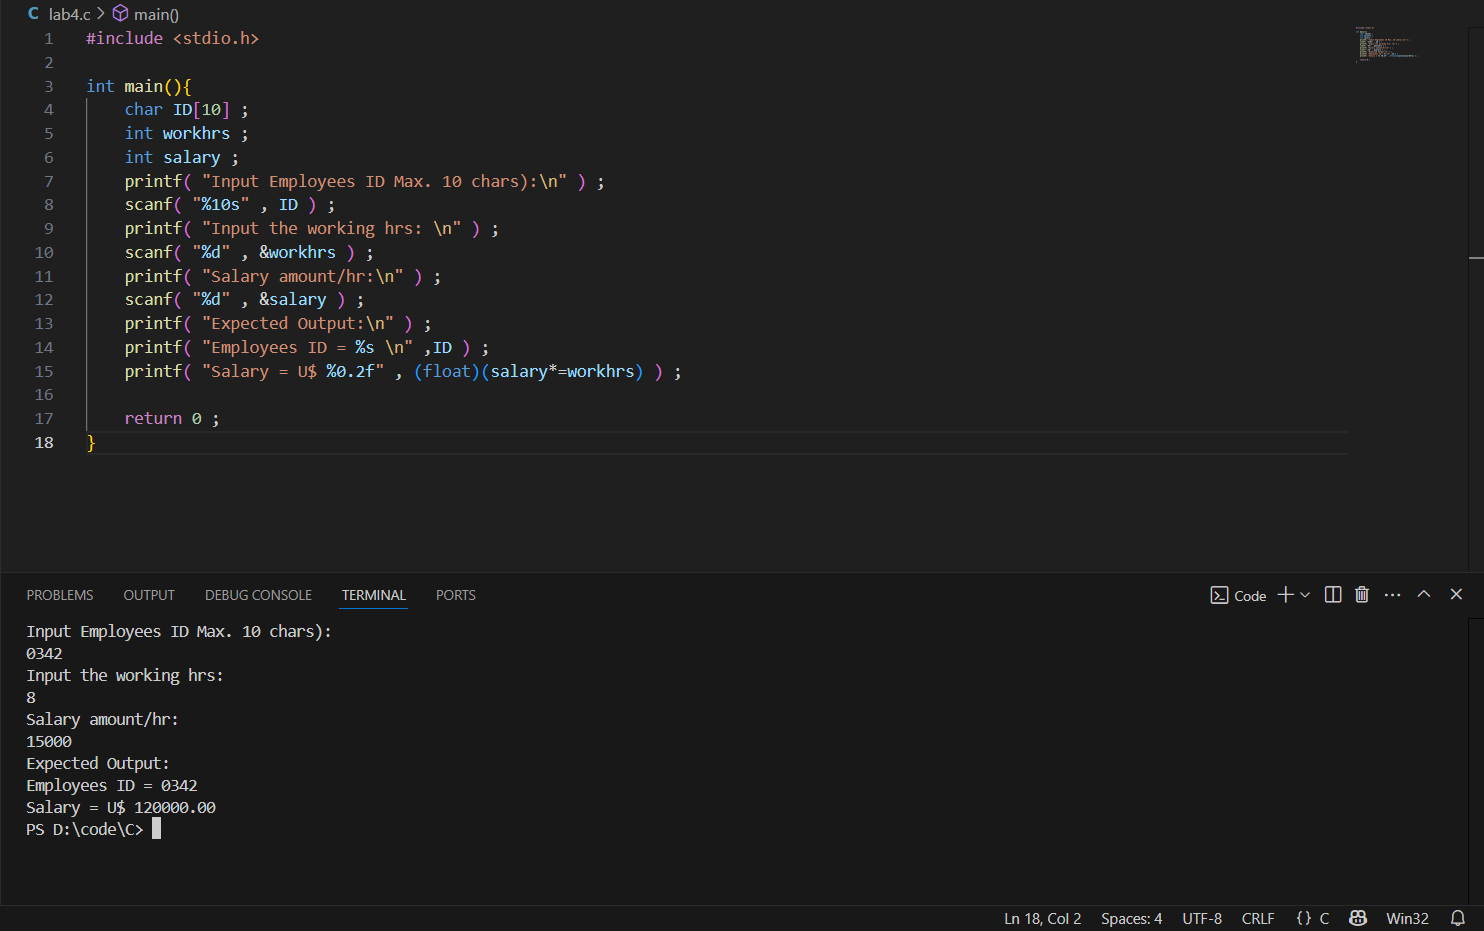 C lab4.c > main()
1 #include <stdio.h>
2
3 int main(){
4 char ID[10] ;
5 int workhrs ;
6 int salary ;
7 printf( "Input Employees ID Max. 10 chars):\n" ) ;
8 scanf( "%10s" , ID ) ;
9 printf( "Input the working hrs: \n" ) ;
10 scanf( "%d" , &workhrs ) ;
11 printf( "Salary amount/hr:\n" ) ;
12 scanf( "%d" , &salary ) ;
13 printf( "Expected Output:\n" ) ;
14 printf( "Employees ID = %s \n" ,ID ) ;
15 printf( "Salary = U$ %0.2f" , (float)(salary*=workhrs) ) ;
16
17 return 0 ;
18 }
PROBLEMS OUTPUT DEBUG CONSOLE TERMINAL PORTS Code
Input Employees ID Max. 10 chars):
0342
Input the working hrs:
8
Salary amount/hr:
15000
Expected Output:
Employees ID = 0342
Salary = U$ 120000.00
PS D:\code\C>
Ln 18, Col 2 Spaces: 4 UTF-8 CRLF {} C Win32